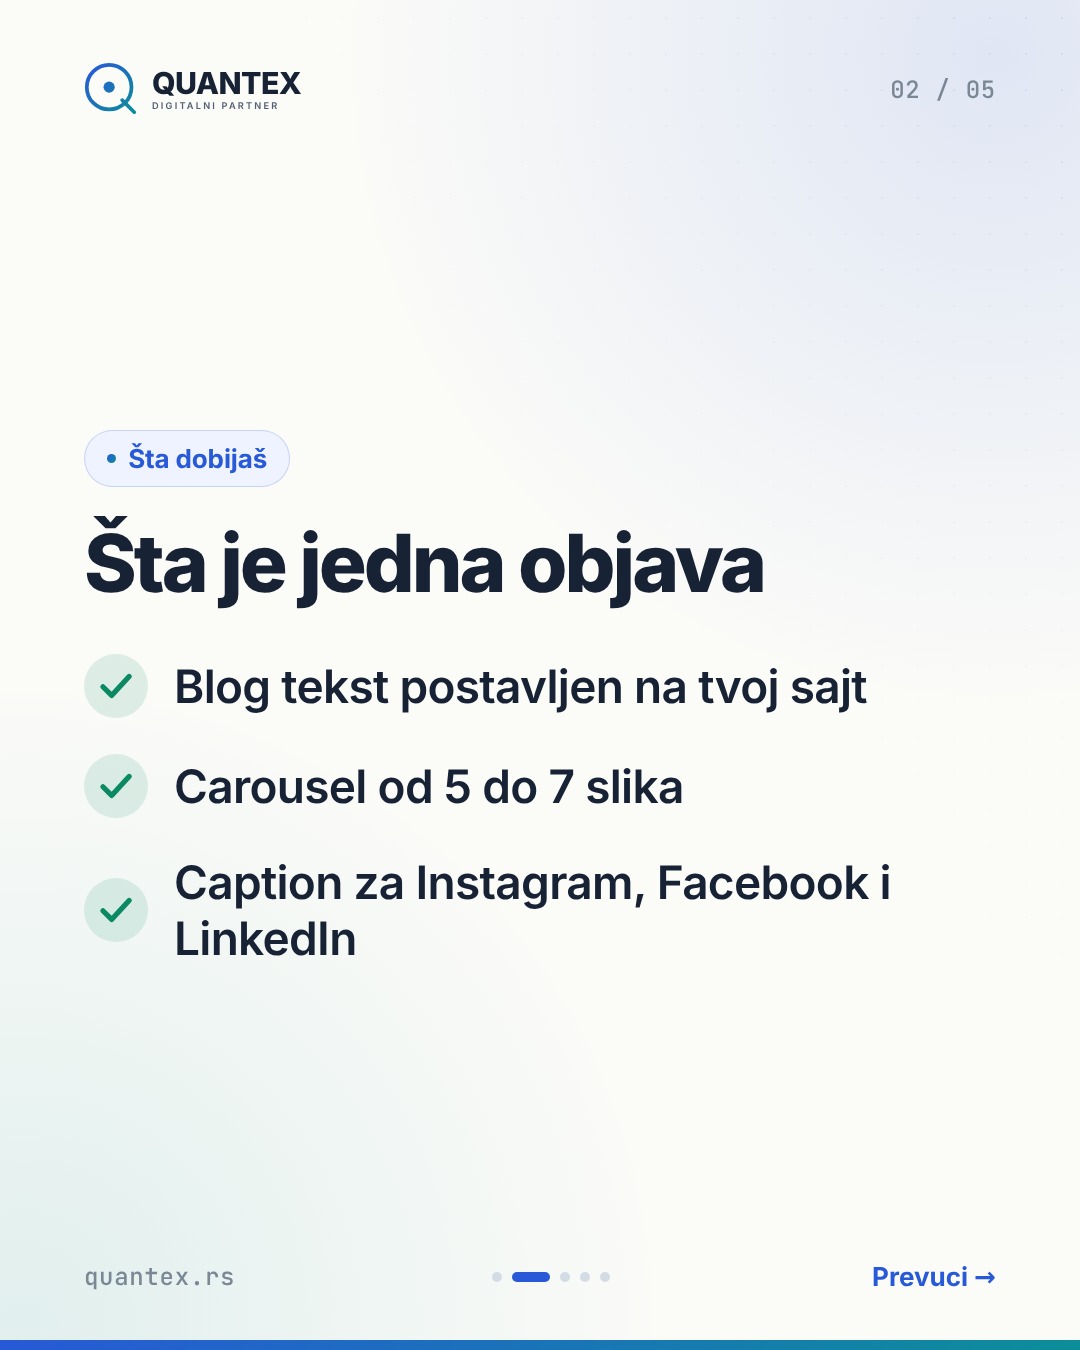 QUANTEX
DIGITALNI PARTNER
02 / 05
Šta dobijaš
Šta je jedna objava
Blog tekst postavljen na tvoj sajt
Carousel od 5 do 7 slika
Caption za Instagram, Facebook i
LinkedIn
quantex.rs
Prevuci →